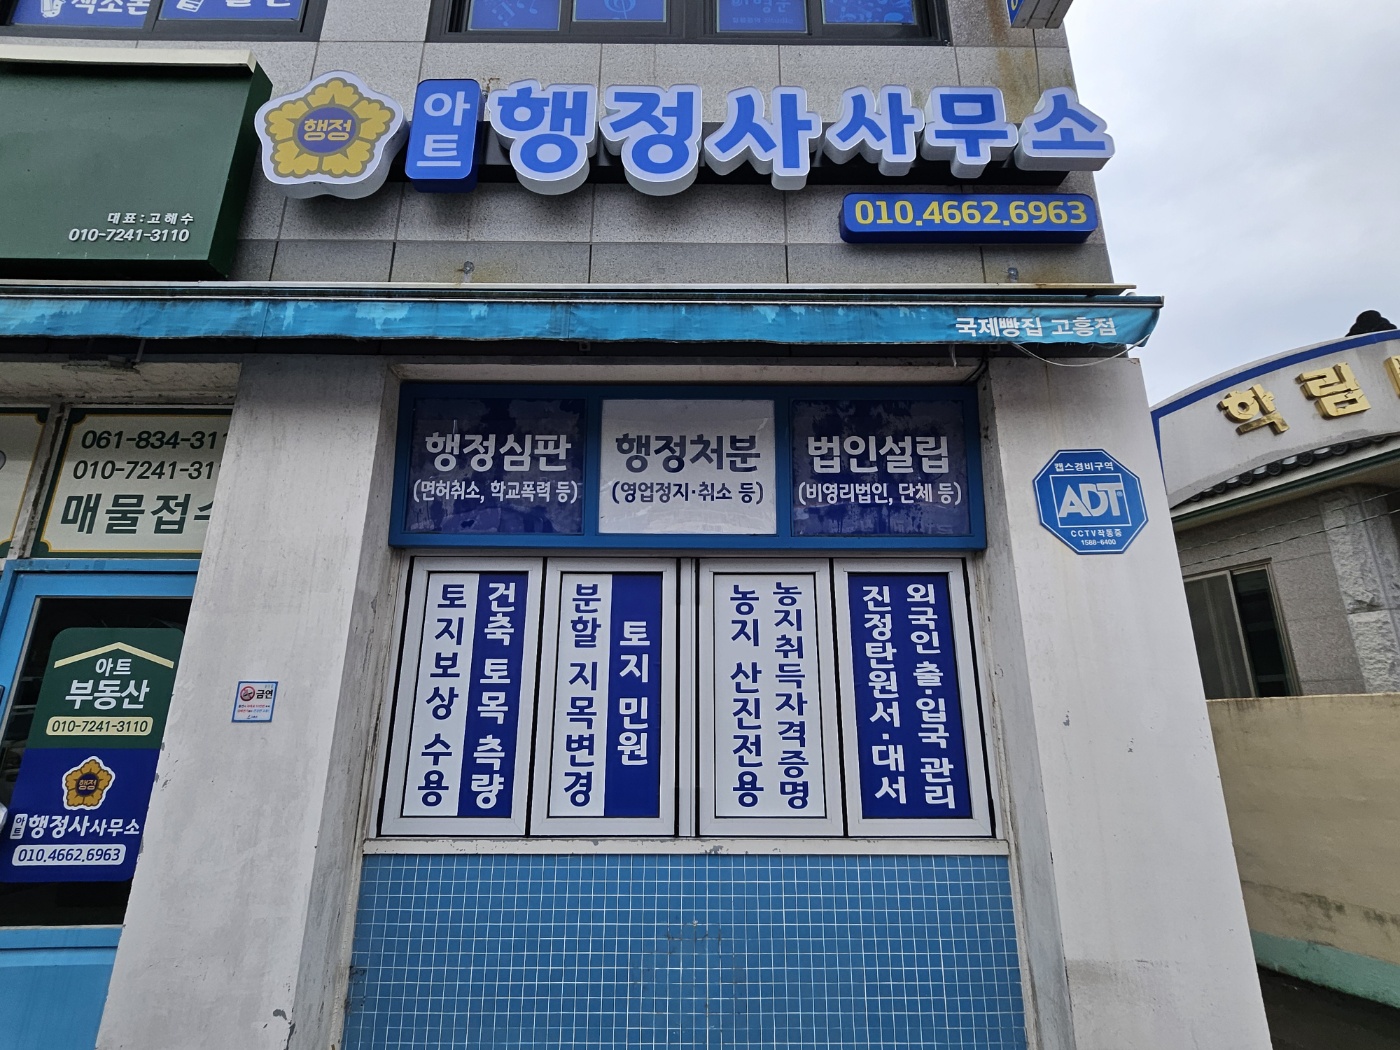 행정
아트
행정사사무소
010.4662.6963
대표:고혜수
010-7241-3110
국제빵집 고흥점
행정심판
(면허취소, 학교폭력 등)
행정처분
(영업정지·취소 등)
법인설립
(비영리법인, 단체 등)
토지보상 수용
건축 토목 측량
분할 지목변경
토지 민원
농지 산진전용
농지취득자격증명
진정탄원서·대서
외국인 출·입국 관리
캡스경비구역
ADT
CCTV작동중
1588-6400
학림
061-834-311
010-7241-311
매물접수
아트
부동산
010-7241-3110
행정
아트
행정사사무소
010.4662.6963
금연